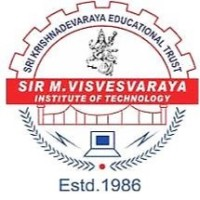 SRI KRISHNADEVARAYA EDUCATIONAL TRUST
SIR M.VISVESVARAYA
INSTITUTE OF TECHNOLOGY
Estd.1986